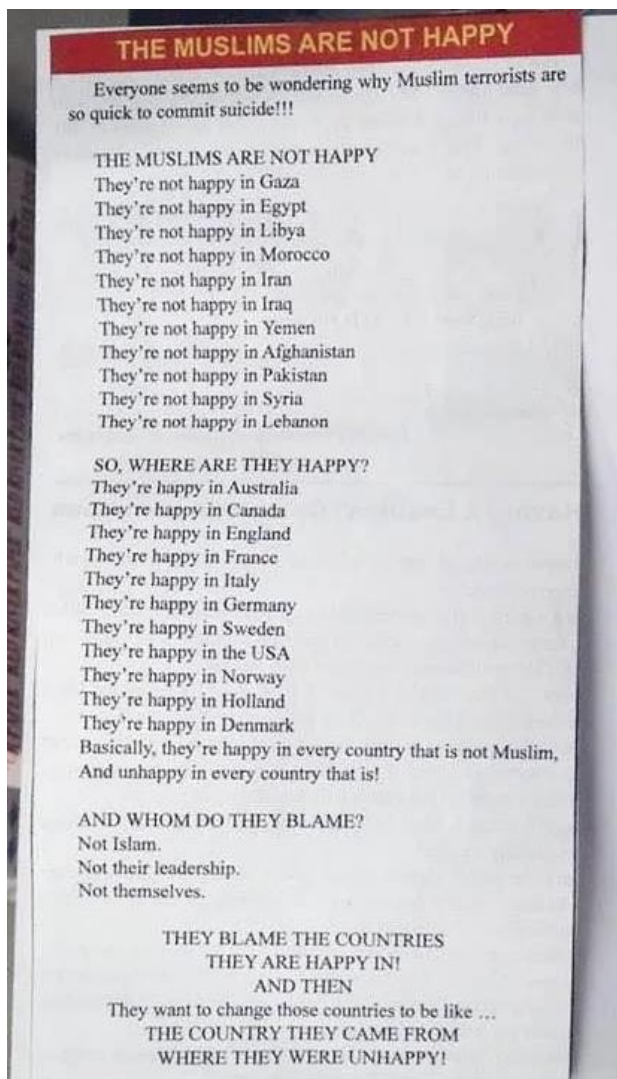 THE MUSLIMS ARE NOT HAPPY
Everyone seems to be wondering why Muslim terrorists are
so quick to commit suicide!!!
THE MUSLIMS ARE NOT HAPPY
They're not happy in Gaza
They're not happy in Egypt
They're not happy in Libya
They're not happy in Morocco
They're not happy in Iran
They're not happy in Iraq
They're not happy in Yemen
They're not happy in Afghanistan
They're not happy in Pakistan
They're not happy in Syria
They're not happy in Lebanon
SO, WHERE ARE THEY HAPPY?
They're happy in Australia
They're happy in Canada
They're happy in England
They're happy in France
They're happy in Italy
They're happy in Germany
They're happy in Sweden
They're happy in the USA
They're happy in Norway
They're happy in Holland
They're happy in Denmark
Basically, they're happy in every country that is not Muslim,
And unhappy in every country that is!
AND WHOM DO THEY BLAME?
Not Islam.
Not their leadership.
Not themselves.
THEY BLAME THE COUNTRIES
THEY ARE HAPPY IN!
AND THEN
They want to change those countries to be like ...
THE COUNTRY THEY CAME FROM
WHERE THEY WERE UNHAPPY!